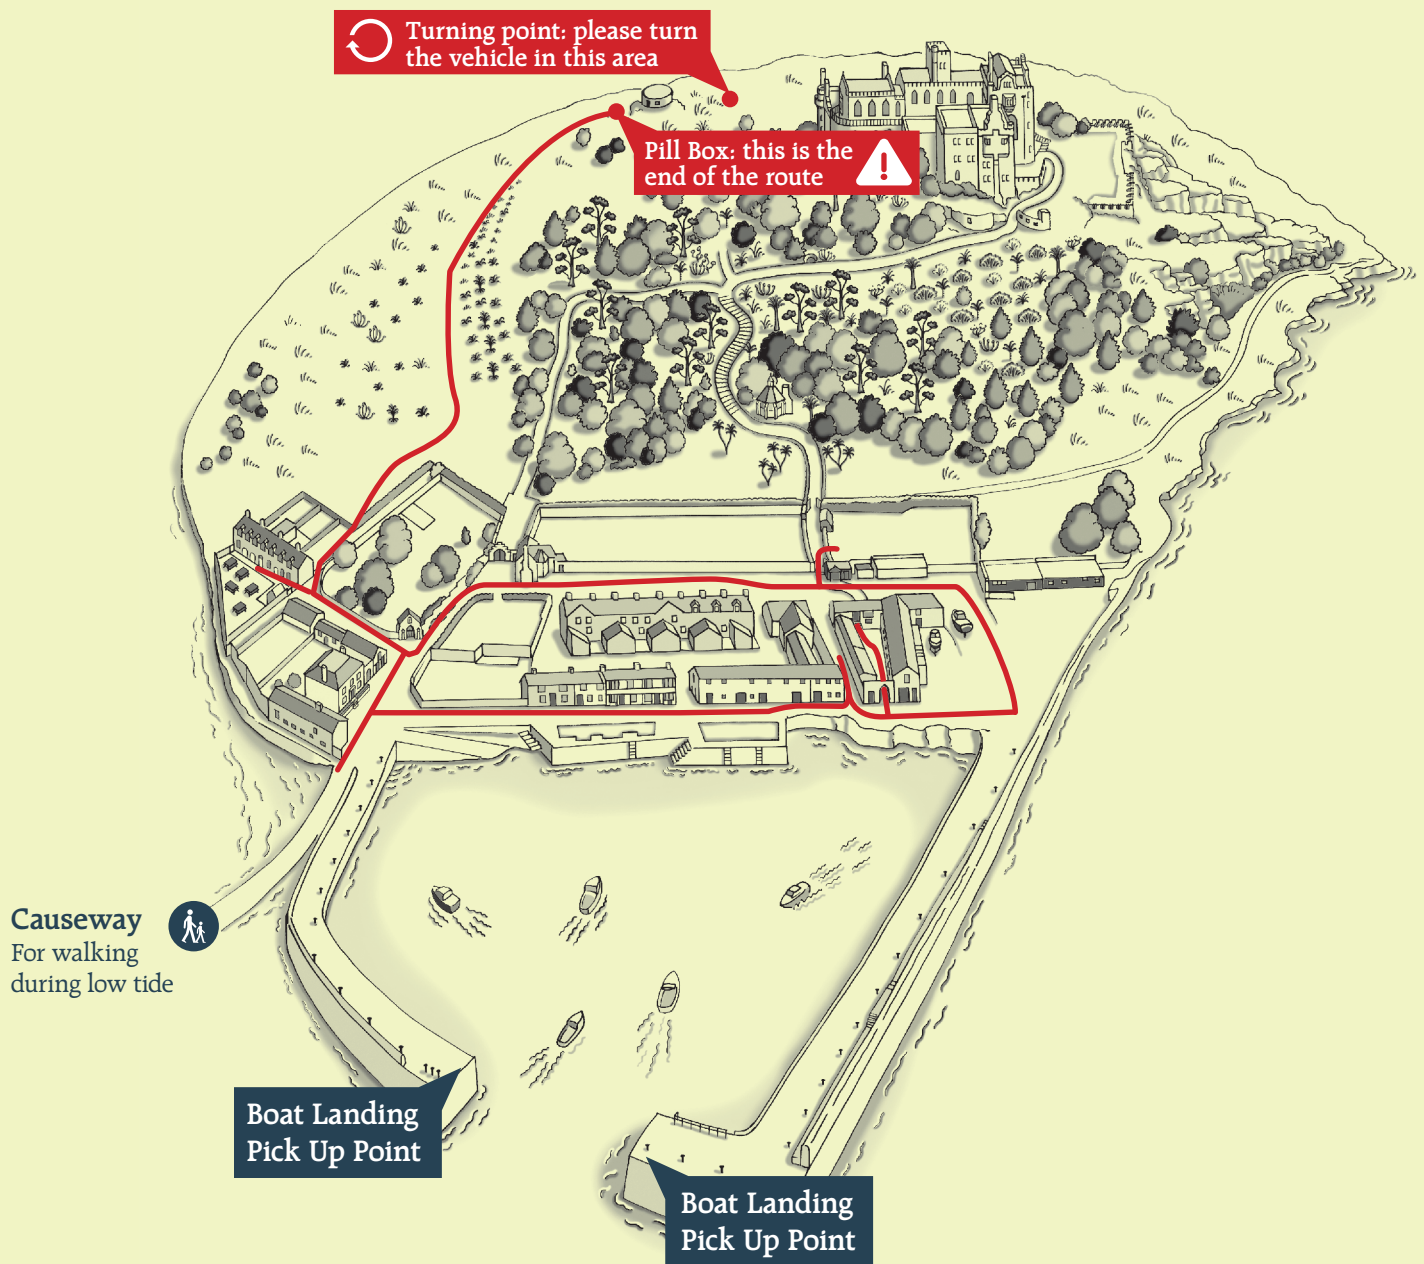 Turning point: please turn
the vehicle in this area
Pill Box: this is the
end of the route
Causeway
For walking
during low tide
Boat Landing
Pick Up Point
Boat Landing
Pick Up Point